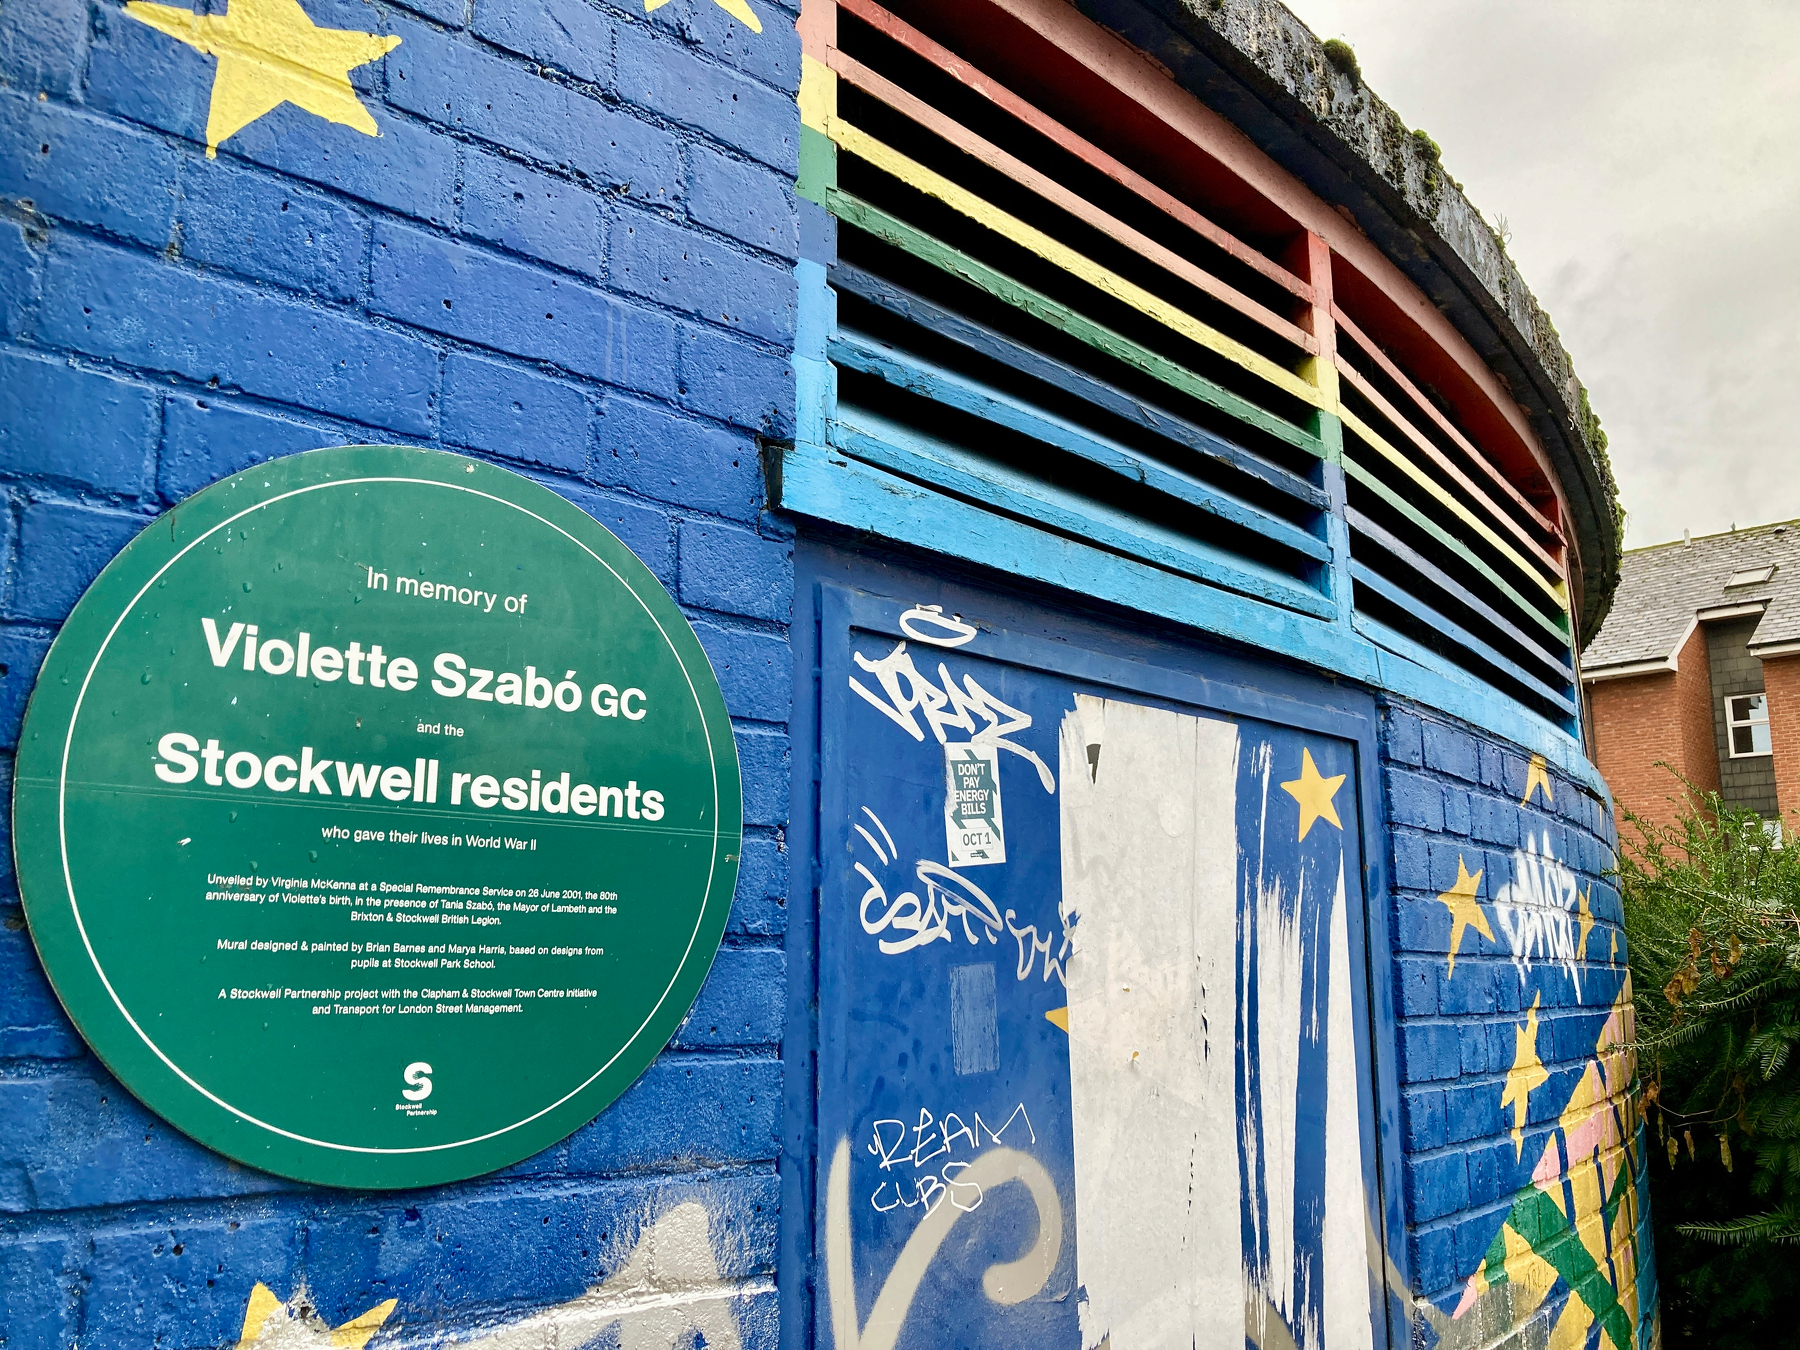 In memory of
Violette Szabó GC
and the
Stockwell residents
who gave their lives in World War II
Unveiled by Virginia McKenna at a Special Remembrance Service on 26 June 2001, the 80th
anniversary of Violette's birth, in the presence of Tania Szabó, the Mayor of Lambeth and the
Brixton & Stockwell British Legion.
Mural designed & painted by Brian Barnes and Marya Harris, based on designs from
pupils at Stockwell Park School.
A Stockwell Partnership project with the Clapham & Stockwell Town Centre Initiative
and Transport for London Street Management.
S
Stockwell
Partnership
DON'T
PAY
ENERGY
BILLS
OCT 1
REAM
CUBS